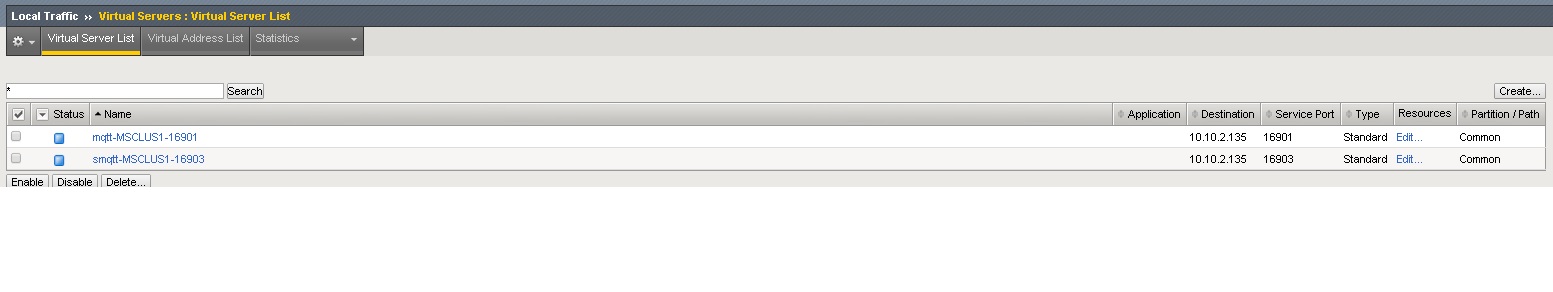 Local Traffic ›› Virtual Servers : Virtual Server List
Virtual Server List Virtual Address List Statistics
* Search Create...
Status Name Application Destination Service Port Type Resources Partition / Path
mqtt-MSCLUS1-16901 10.10.2.135 16901 Standard Edit... Common
smqtt-MSCLUS1-16903 10.10.2.135 16903 Standard Edit... Common
Enable Disable Delete...